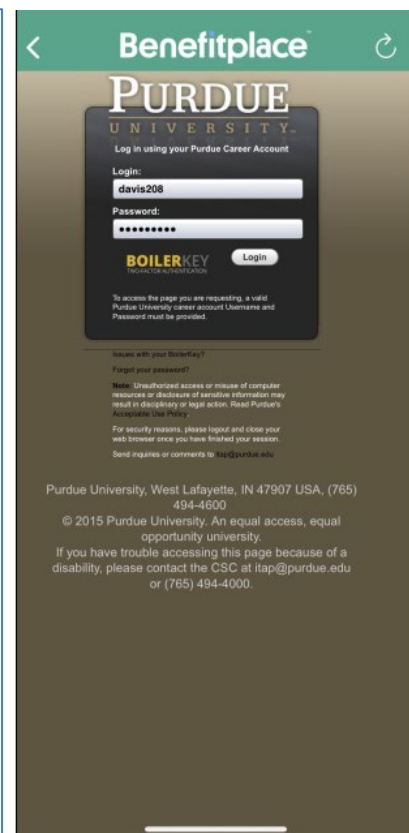 Benefitplace
PURDUE
UNIVERSITY
Log in using your Purdue Career Account
Login:
davis208
Password:
•••••••••
BOILERKEY
TWO-FACTOR AUTHENTICATION
Login
To access the page you are requesting, a valid
Purdue University career account Username and
Password must be provided.
Issues with your BoilerKey?
Forgot your password?
Note: Unauthorized access or misuse of computer
resources or disclosure of sensitive information may
result in disciplinary or legal action. Read Purdue's
Acceptable Use Policy.
For security reasons, please logout and close your
web browser once you have finished your session.
Send inquiries or comments to itap@purdue.edu
Purdue University, West Lafayette, IN 47907 USA, (765)
494-4600
© 2015 Purdue University. An equal access, equal
opportunity university.
If you have trouble accessing this page because of a
disability, please contact the CSC at itap@purdue.edu
or (765) 494-4000.